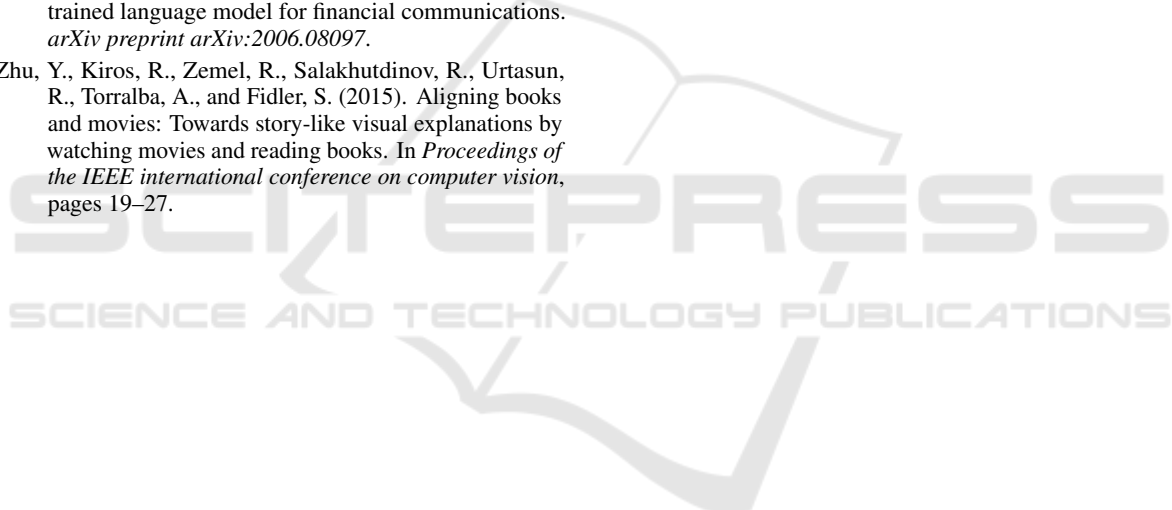 trained language model for financial communications.
arXiv preprint arXiv:2006.08097.
Zhu, Y., Kiros, R., Zemel, R., Salakhutdinov, R., Urtasun,
R., Torralba, A., and Fidler, S. (2015). Aligning books
and movies: Towards story-like visual explanations by
watching movies and reading books. In Proceedings of
the IEEE international conference on computer vision,
pages 19–27.
SCITEPRESS
SCIENCE AND TECHNOLOGY PUBLICATIONS